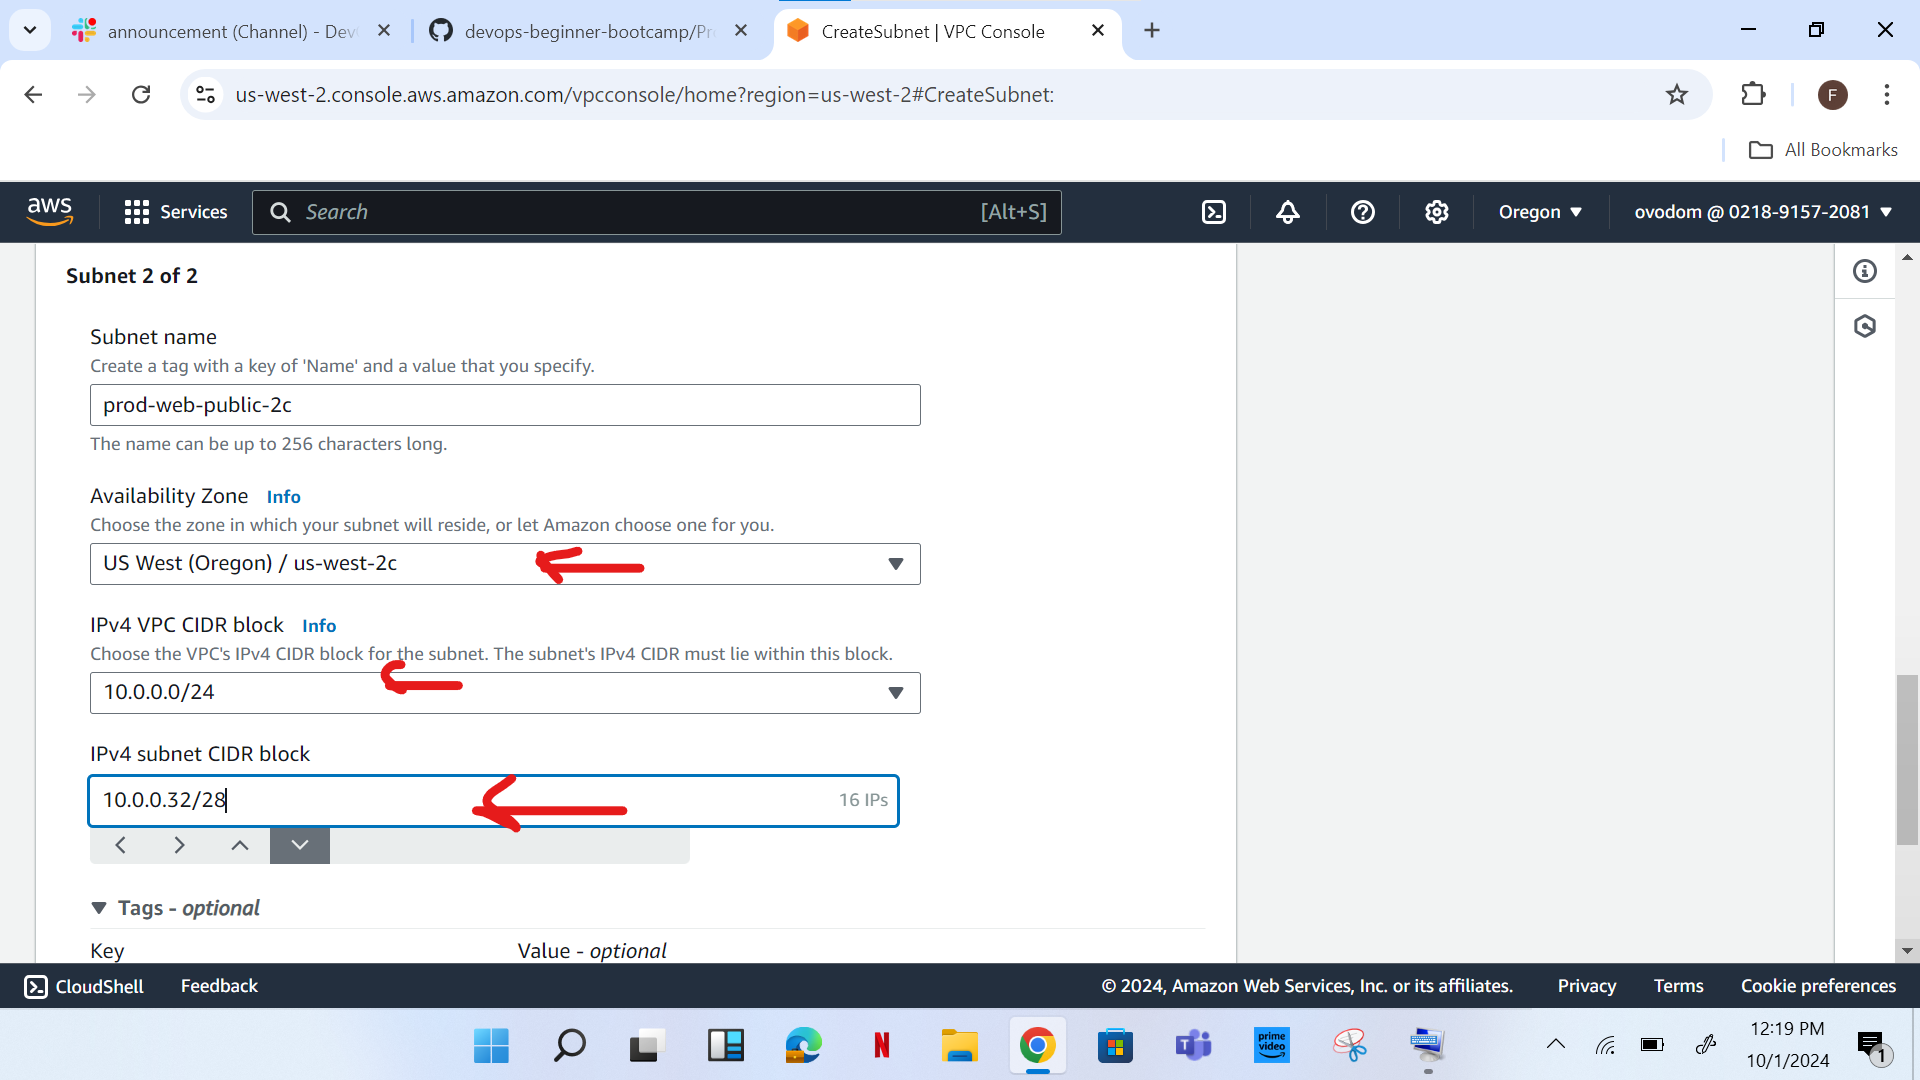 announcement (Channel) - Dev
devops-beginner-bootcamp/Pr
CreateSubnet | VPC Console
us-west-2.console.aws.amazon.com/vpcconsole/home?region=us-west-2#CreateSubnet:
F
All Bookmarks
aws
Services
Search
[Alt+S]
Oregon
ovodom @ 0218-9157-2081
Subnet 2 of 2
Subnet name
Create a tag with a key of 'Name' and a value that you specify.
prod-web-public-2c
The name can be up to 256 characters long.
Availability Zone Info
Choose the zone in which your subnet will reside, or let Amazon choose one for you.
US West (Oregon) / us-west-2c
IPv4 VPC CIDR block Info
Choose the VPC's IPv4 CIDR block for the subnet. The subnet's IPv4 CIDR must lie within this block.
10.0.0.0/24
IPv4 subnet CIDR block
10.0.0.32/28
16 IPs
Tags - optional
Key
Value - optional
CloudShell
Feedback
© 2024, Amazon Web Services, Inc. or its affiliates.
Privacy
Terms
Cookie preferences
N
prime video
12:19 PM
10/1/2024
1